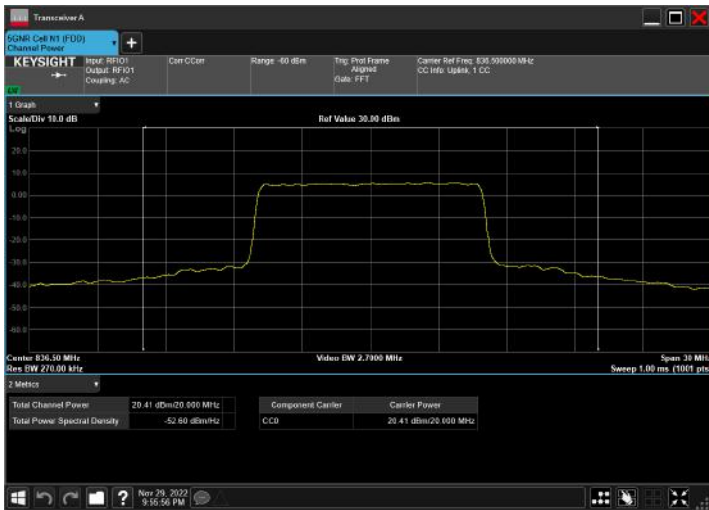 Transceiver A
5GNR Cell N1 (FDD)
Channel Power
KEYSIGHT
Input: RFIO1
Output: RFIO1
Coupling: AC
Corr CCorr
Range: -60 dBm
Trig: Prot Frame
Aligned
Gate: FFT
Carrier Ref Freq: 836.500000 MHz
CC Info: Uplink, 1 CC
1 Graph
Scale/Div 10.0 dB
Ref Value 30.00 dBm
Log
20.0
10.0
0.00
-10.0
-20.0
-30.0
-40.0
-50.0
-60.0
Center 836.50 MHz
Video BW 2.7000 MHz
Span 30 MHz
Res BW 270.00 kHz
Sweep 1.00 ms (1001 pts
2 Metrics
Total Channel Power 20.41 dBm/20.000 MHz
Total Power Spectral Density -52.60 dBm/Hz
Component Carrier Carrier Power
CC0 20.41 dBm/20.000 MHz
?
Nov 29, 2022
9:55:56 PM